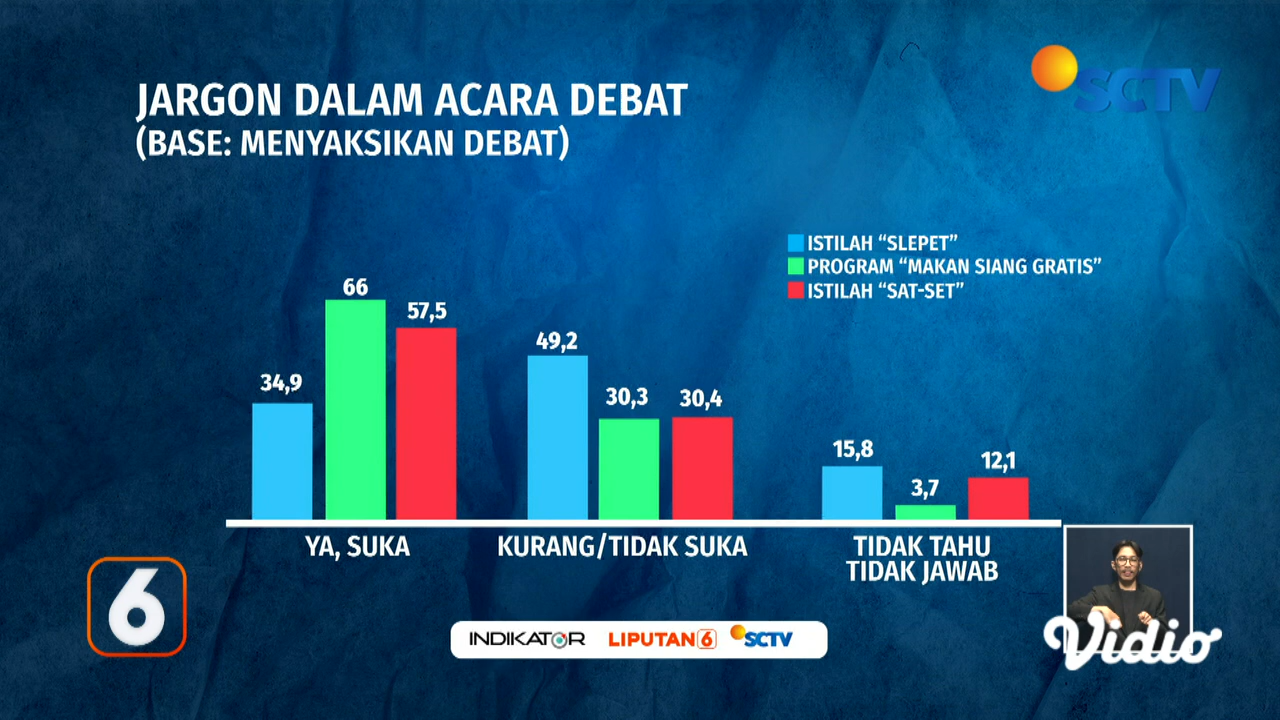 JARGON DALAM ACARA DEBAT
(BASE: MENYAKSIKAN DEBAT)
SCTV
ISTILAH “SLEPET”
PROGRAM “MAKAN SIANG GRATIS”
ISTILAH “SAT-SET”
34,9
66
57,5
49,2
30,3
30,4
15,8
3,7
12,1
YA, SUKA
KURANG/TIDAK SUKA
TIDAK TAHU
TIDAK JAWAB
6
INDIKATOR LIPUTAN6 SCTV
Vidio